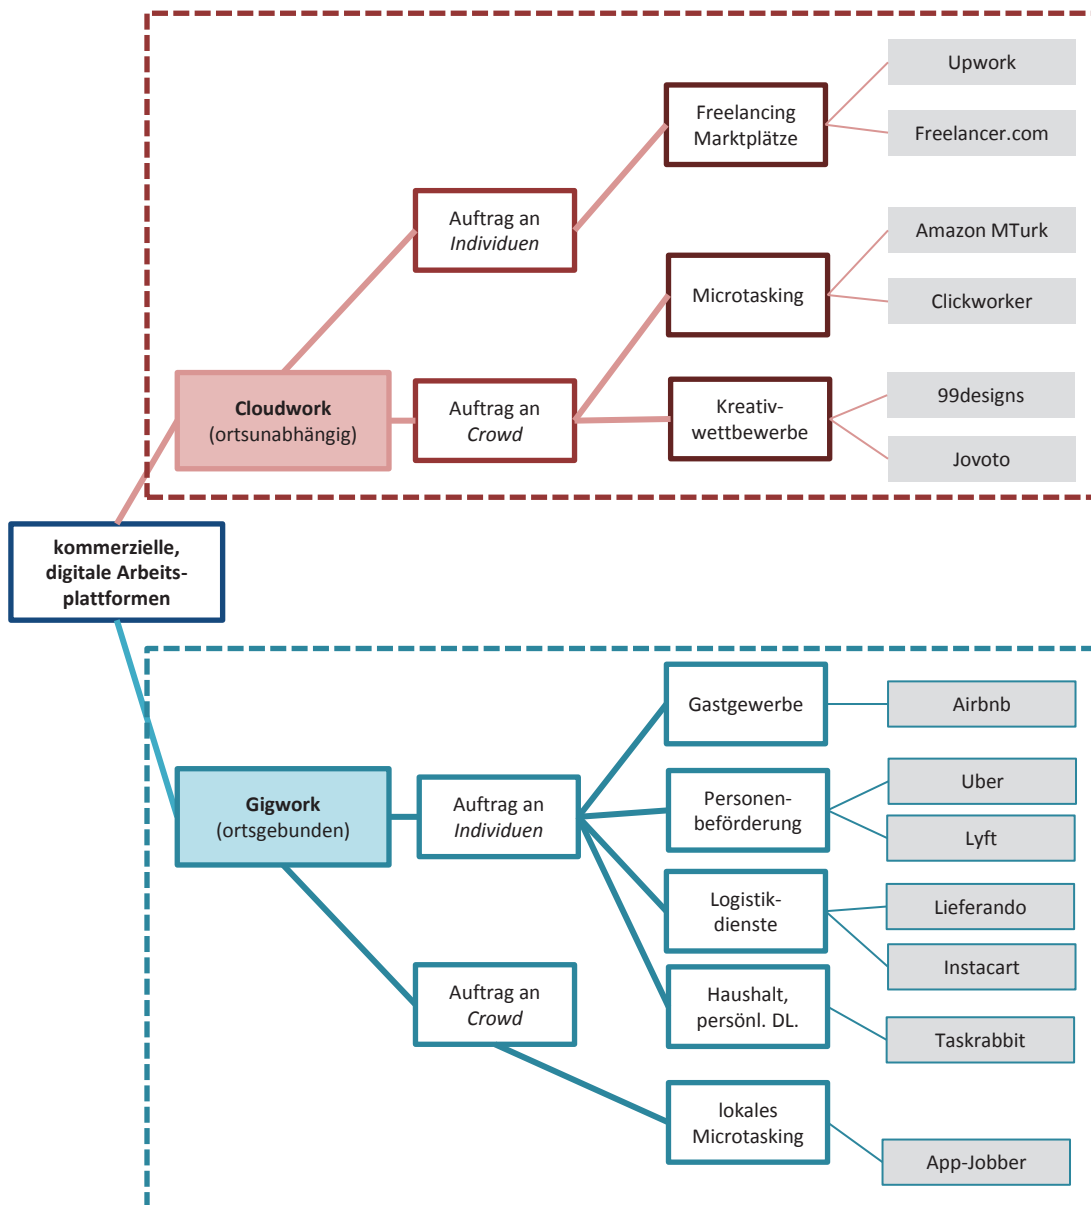 Upwork
Freelancing
Marktplätze
Freelancer.com
Auftrag an
Individuen
Amazon MTurk
Microtasking
Clickworker
Cloudwork
(ortsunabhängig)
Auftrag an
Crowd
Kreativ-
wettbewerbe
99designs
Jovoto
kommerzielle,
digitale Arbeits-
plattformen
Gastgewerbe
Airbnb
Gigwork
(ortsgebunden)
Auftrag an
Individuen
Personen-
beförderung
Uber
Lyft
Logistik-
dienste
Lieferando
Instacart
Auftrag an
Crowd
Haushalt,
persönl. DL.
Taskrabbit
lokales
Microtasking
App-Jobber